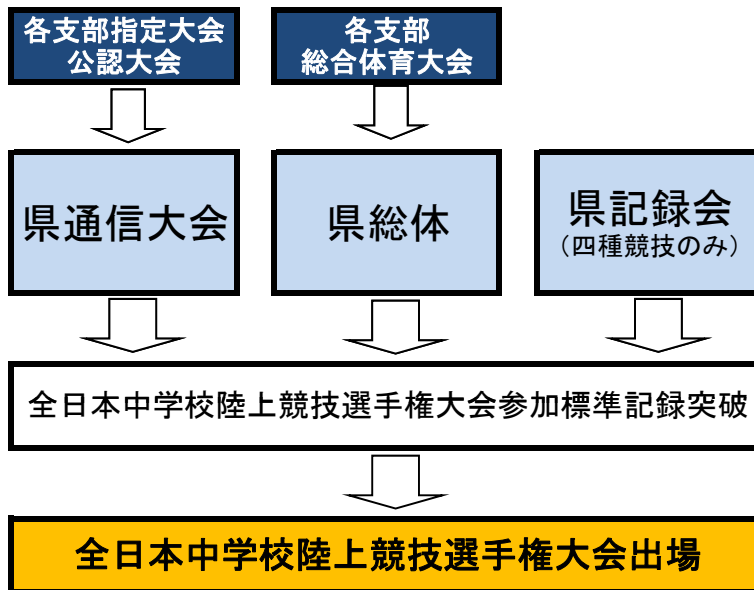 各支部指定大会
公認大会
各支部
総合体育大会
県通信大会
県総体
県記録会
（四種競技のみ）
全日本中学校陸上競技選手権大会参加標準記録突破
全日本中学校陸上競技選手権大会出場